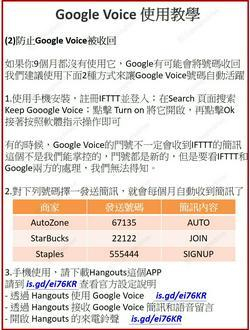 Google Voice 使用教學
(2)防止Google Voice被收回
如果你9個月都沒有使用它，Google有可能會將號碼收回
我們建議使用下面2種方式來讓Google Voice號碼自動活躍
1.使用手機安裝，註冊IFTTT並登入；在Search 頁面搜索
Keep Google Voice；點擊 Turn on 將它開啟，再點擊Ok
接著按照軟體指示操作即可
有的時候，Google Voice的門號不一定會收到IFTTT的簡訊
這個不是我們能掌控的，門號都是新的，但是要看IFTTT和
Google兩方的處理，我們無法得知。
2.對下列號碼擇一發送簡訊，就會每個月自動收到簡訊了
商家 發送號碼 簡訊內容
AutoZone 67135 AUTO
StarBucks 22122 JOIN
Staples 555444 SIGNUP
3.手機使用，請下載Hangouts這個APP
請到 is.gd/ei76KR 查看官方設定說明
- 透過 Hangouts 使用 Google Voice is.gd/ei76KR
- 透過 Hangouts 接收 Google Voice 簡訊和語音留言
- 開啟 Hangouts 的來電鈴聲 is.gd/ei76KR